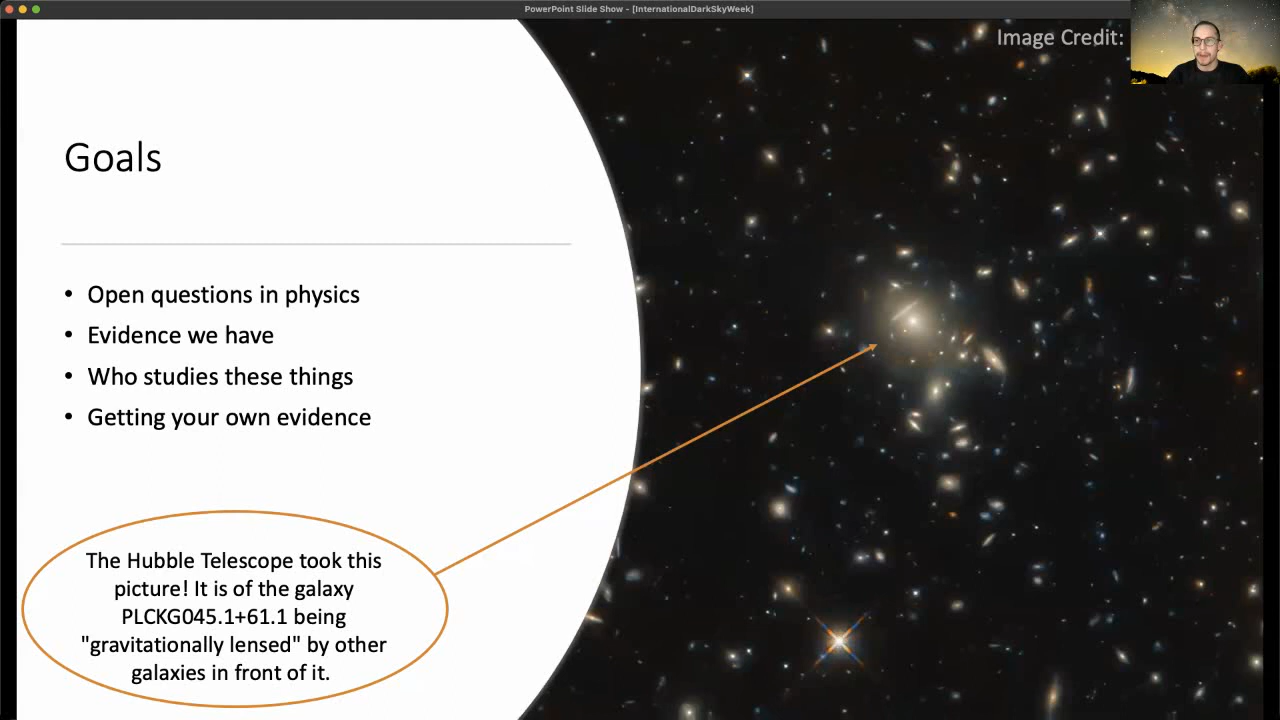 PowerPoint Slide Show - [InternationalDarkSkyWeek]
Image Credit:
Goals
• Open questions in physics
• Evidence we have
• Who studies these things
• Getting your own evidence
The Hubble Telescope took this
picture! It is of the galaxy
PLCKG045.1+61.1 being
"gravitationally lensed" by other
galaxies in front of it.